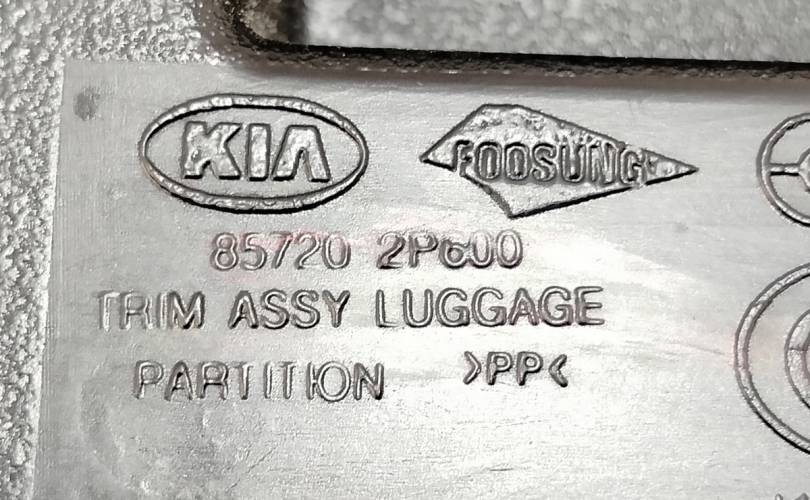 KIA FOOSUNG
85720 2P600
TRIM ASSY LUGGAGE
PARTITION >PP<